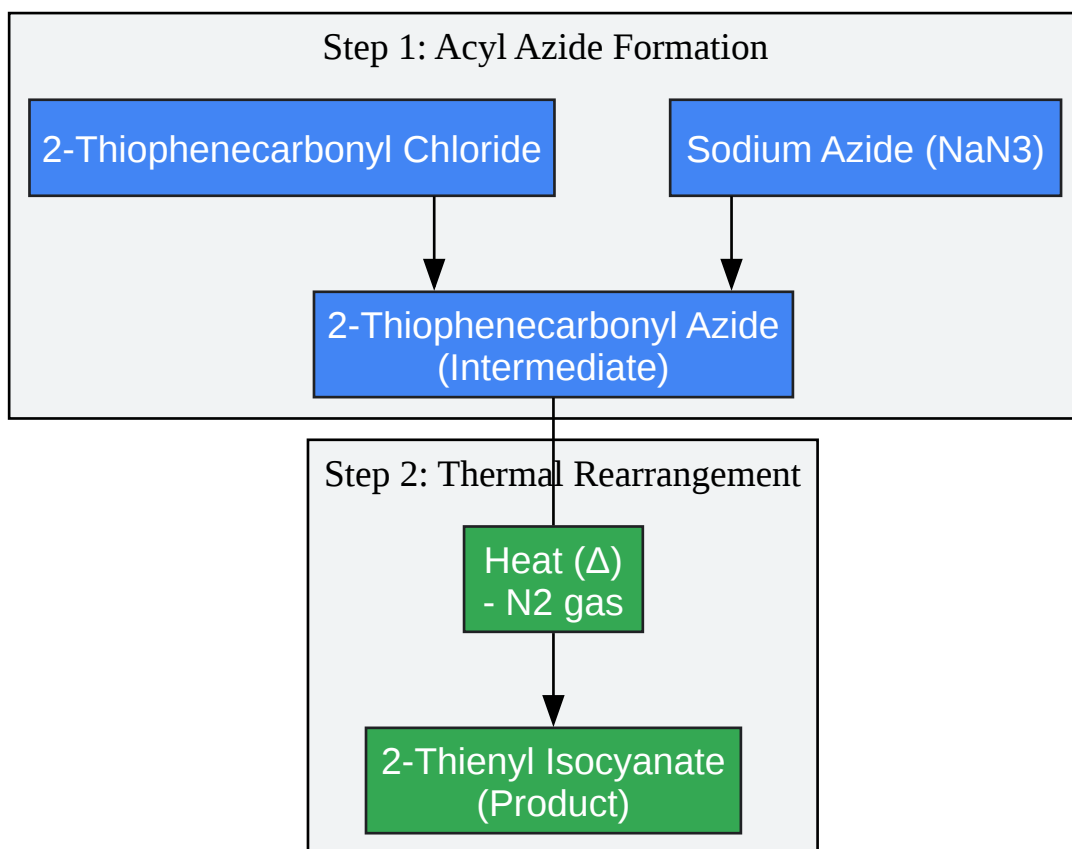 Step 1: Acyl Azide Formation
2-Thiophenecarbonyl Chloride
Sodium Azide (NaN3)
2-Thiophenecarbonyl Azide
(Intermediate)
Step 2: Thermal Rearrangement
Heat (Δ)
- N2 gas
2-Thienyl Isocyanate
(Product)